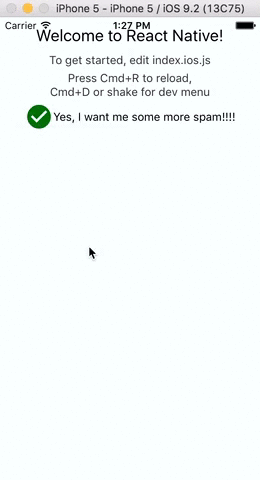 iPhone 5 - iPhone 5 / iOS 9.2 (13C75)
Carrier 1:27 PM
Welcome to React Native!
To get started, edit index.ios.js
Press Cmd+R to reload,
Cmd+D or shake for dev menu
Yes, I want me some more spam!!!!